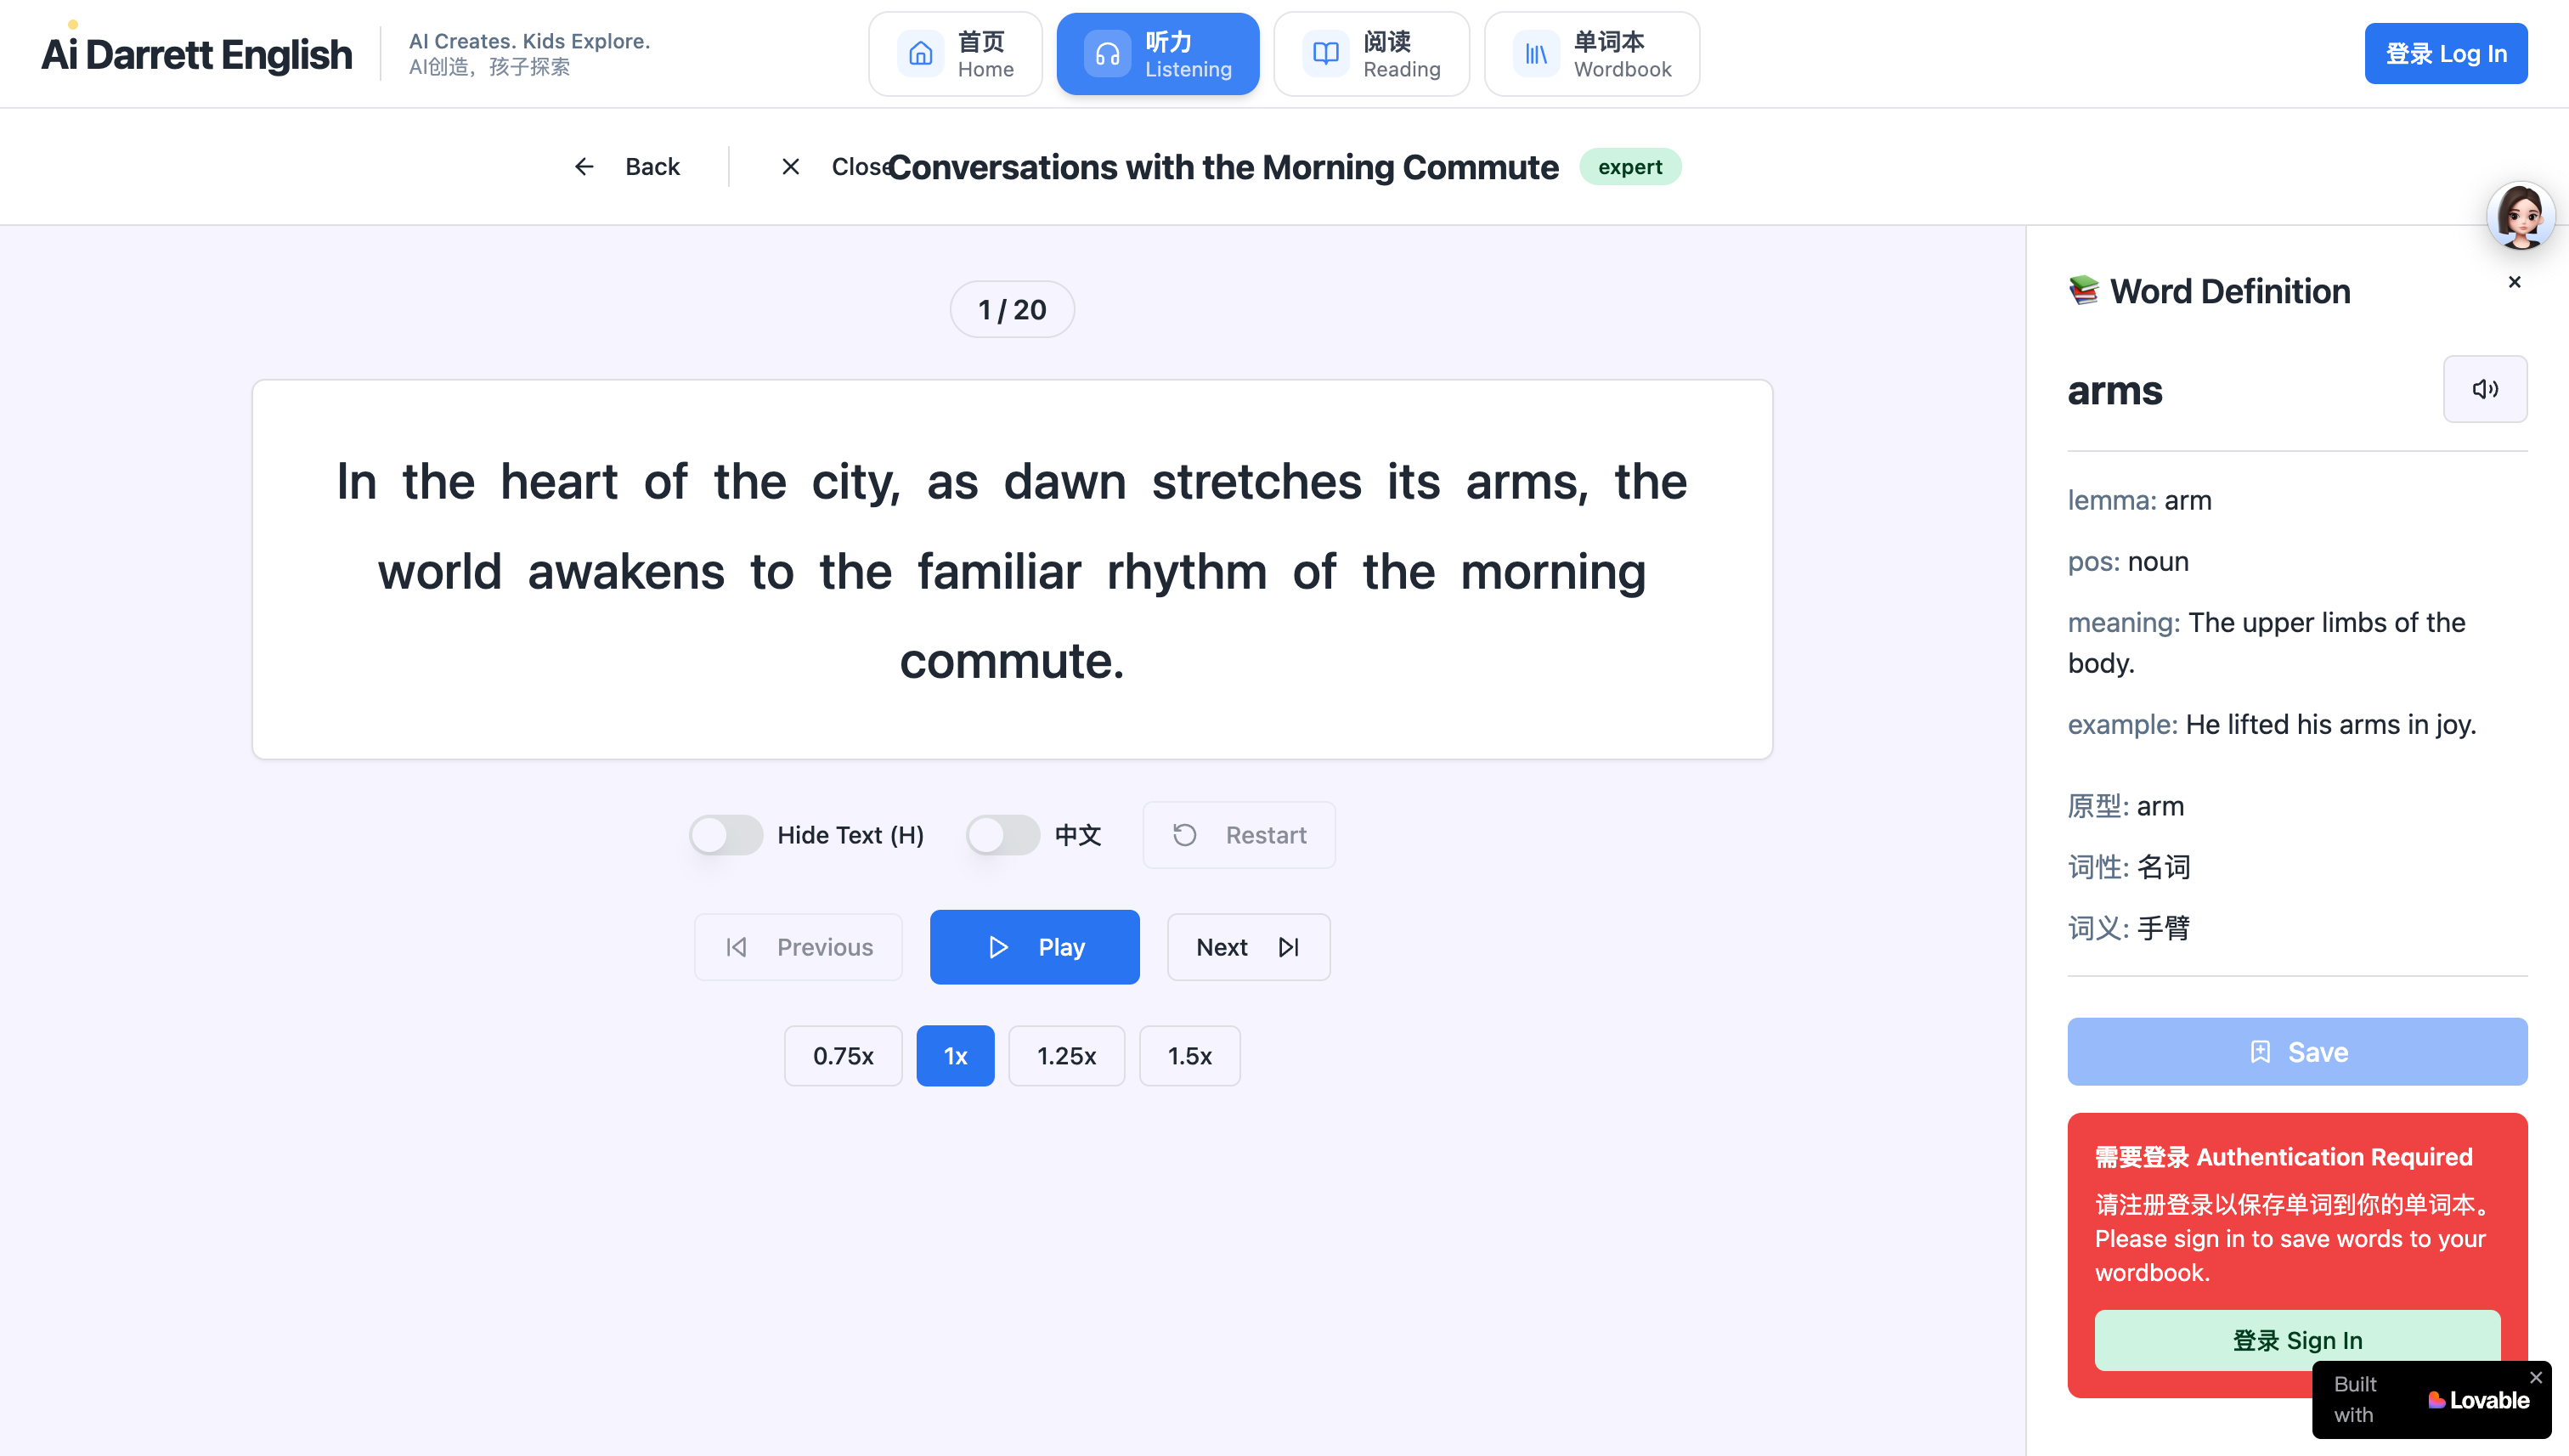 Ai Darrett English
AI Creates. Kids Explore.
AI创造，孩子探索
首页
Home
听力
Listening
阅读
Reading
单词本
Wordbook
登录 Log In
Back
Close
Conversations with the Morning Commute
expert
1 / 20
In the heart of the city, as dawn stretches its arms, the
world awakens to the familiar rhythm of the morning
commute.
Hide Text (H)
中文
Restart
Previous
Play
Next
0.75x
1x
1.25x
1.5x
📚 Word Definition
×
arms
lemma: arm
pos: noun
meaning: The upper limbs of the
body.
example: He lifted his arms in joy.
原型: arm
词性: 名词
词义: 手臂
Save
需要登录 Authentication Required
请注册登录以保存单词到你的单词本。
Please sign in to save words to your
wordbook.
登录 Sign In
Built
with
Lovable